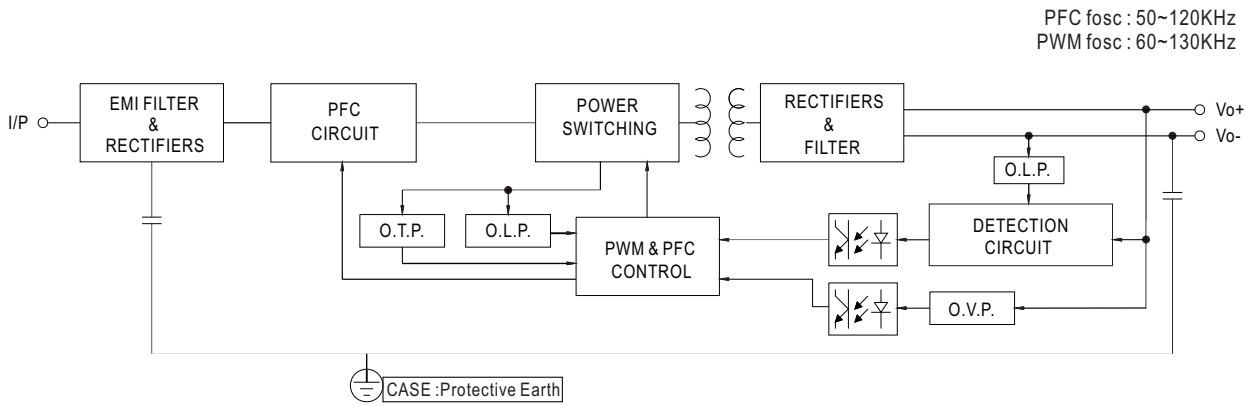 PFC fosc : 50~120KHz
PWM fosc : 60~130KHz
I/P
EMI FILTER
&
RECTIFIERS
PFC
CIRCUIT
POWER
SWITCHING
RECTIFIERS
&
FILTER
Vo+
Vo-
O.L.P.
O.T.P.
O.L.P.
PWM & PFC
CONTROL
DETECTION
CIRCUIT
O.V.P.
CASE :Protective Earth